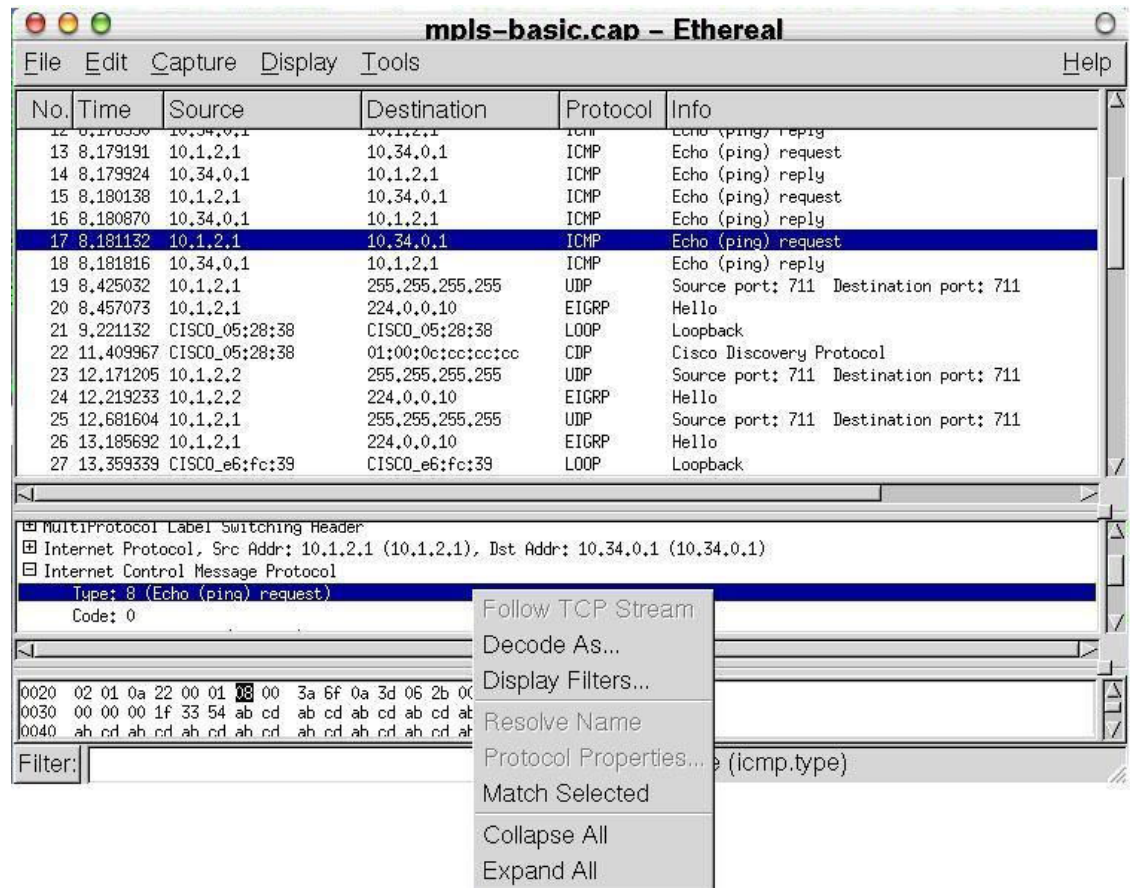 mpls-basic.cap - Ethereal
File Edit Capture Display Tools Help
No. Time Source Destination Protocol Info
12 8.178330 10.34.0.1 10.1.2.1 ICMP Echo (ping) reply
13 8.179191 10.1.2.1 10.34.0.1 ICMP Echo (ping) request
14 8.179924 10.34.0.1 10.1.2.1 ICMP Echo (ping) reply
15 8.180138 10.1.2.1 10.34.0.1 ICMP Echo (ping) request
16 8.180870 10.34.0.1 10.1.2.1 ICMP Echo (ping) reply
17 8.181132 10.1.2.1 10.34.0.1 ICMP Echo (ping) request
18 8.181816 10.34.0.1 10.1.2.1 ICMP Echo (ping) reply
19 8.425032 10.1.2.1 255.255.255.255 UDP Source port: 711 Destination port: 711
20 8.457073 10.1.2.1 224.0.0.10 EIGRP Hello
21 9.221132 CISCO_05:28:38 CISCO_05:28:38 LOOP Loopback
22 11.409967 CISCO_05:28:38 01:00:0c:cc:cc:cc CDP Cisco Discovery Protocol
23 12.171205 10.1.2.2 255.255.255.255 UDP Source port: 711 Destination port: 711
24 12.219233 10.1.2.2 224.0.0.10 EIGRP Hello
25 12.681604 10.1.2.1 255.255.255.255 UDP Source port: 711 Destination port: 711
26 13.185692 10.1.2.1 224.0.0.10 EIGRP Hello
27 13.359339 CISCO_e6:fc:39 CISCO_e6:fc:39 LOOP Loopback
MultiProtocol Label Switching Header
Internet Protocol, Src Addr: 10.1.2.1 (10.1.2.1), Dst Addr: 10.34.0.1 (10.34.0.1)
Internet Control Message Protocol
Type: 8 (Echo (ping) request)
Code: 0
Follow TCP Stream
Decode As...
Display Filters...
Resolve Name
Protocol Properties...
Match Selected
Collapse All
Expand All
0020 02 01 0a 22 00 01 08 00 3a 6f 0a 3d 06 2b
0030 00 00 00 1f 33 54 ab cd ab cd ab cd ab cd ab
0040 ab cd ab cd ab cd ab cd ab cd ab cd ab cd
Filter: (icmp.type)